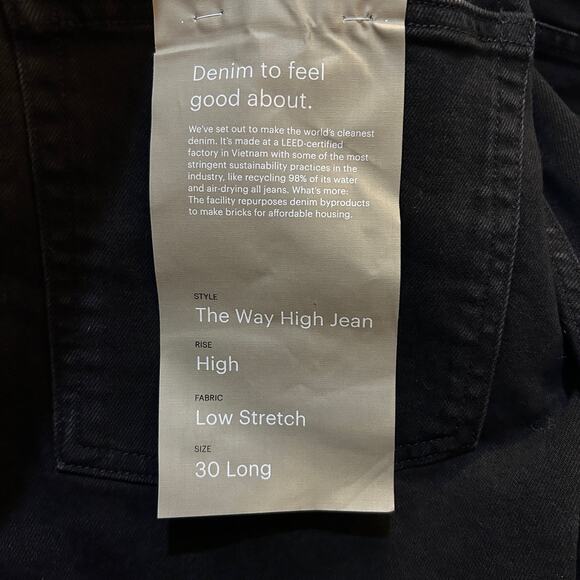 Denim to feel
good about.
We've set out to make the world's cleanest
denim. It's made at a LEED-certified
factory in Vietnam with some of the most
stringent sustainability practices in the
industry, like recycling 98% of its water
and air-drying all jeans. What's more:
The facility repurposes denim byproducts
to make bricks for affordable housing.
STYLE
The Way High Jean
RISE
High
FABRIC
Low Stretch
SIZE
30 Long